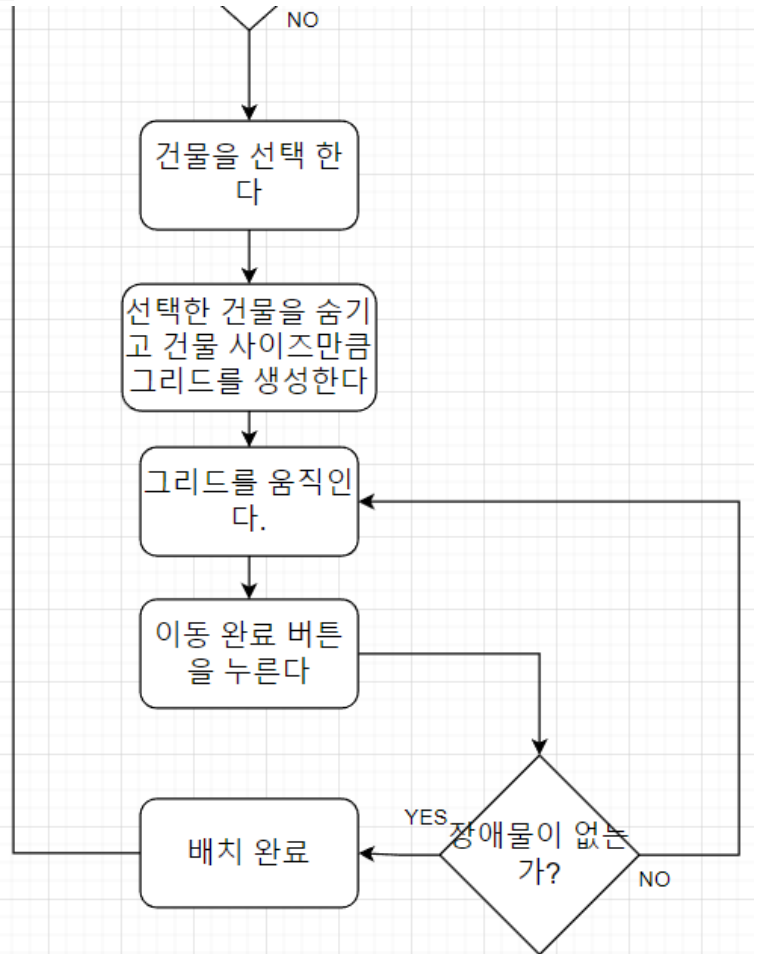 NO
건물을 선택 한
다
선택한 건물을 숨기
고 건물 사이즈만큼
그리드를 생성한다
그리드를 움직인
다.
이동 완료 버튼
을 누른다
YES
장애물이 없는
가?
NO
배치 완료